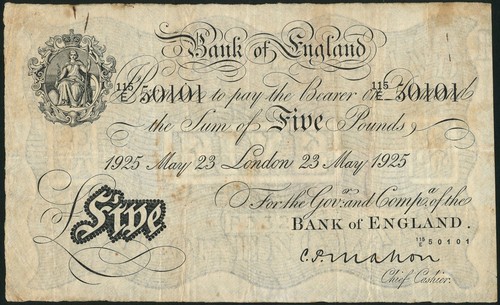 Bank of England
115/E 50101 115/E 50101
I Promise to pay the Bearer on Demand
the Sum of Five Pounds
1925 May 23 London 23 May 1925
For the Govr. and Compa. of the
BANK of ENGLAND.
Five
115/E 50101
C.P. Mahon
Chief Cashier.